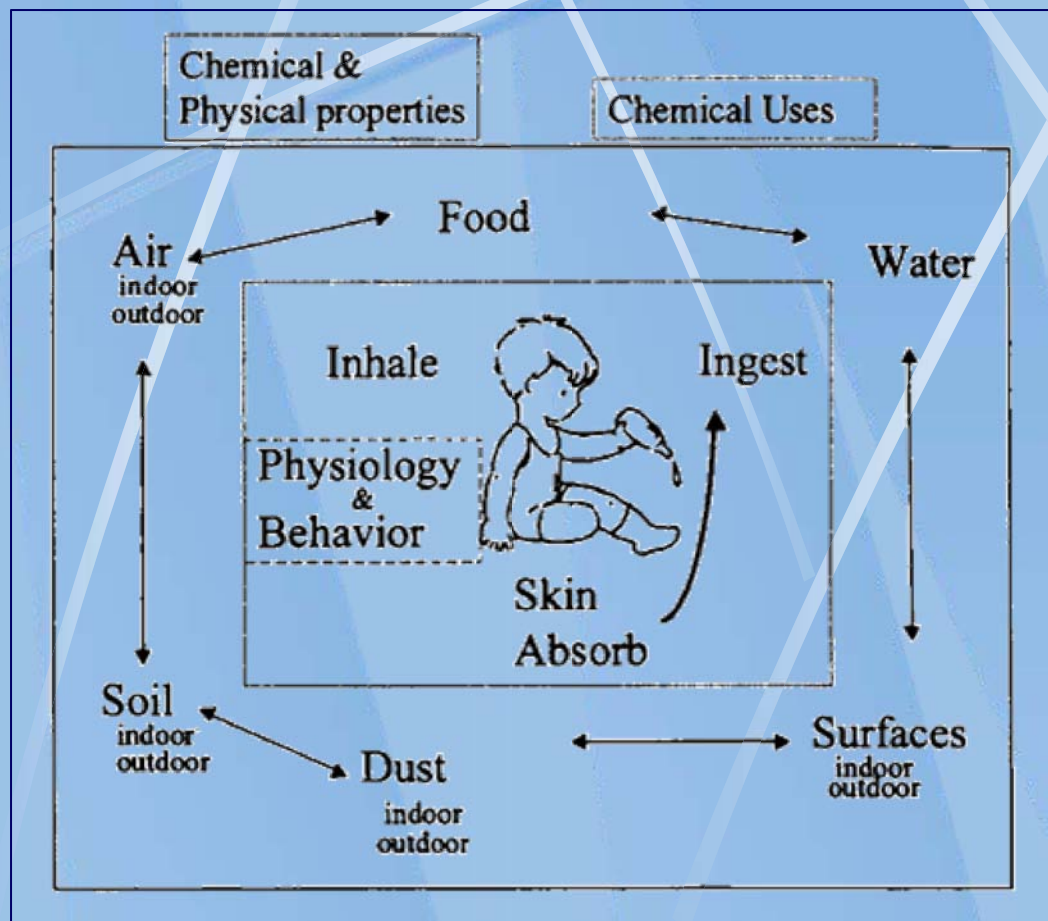 Chemical &
Physical properties
Chemical Uses
Food
Air
indoor
outdoor
Water
Inhale
Ingest
Physiology
&
Behavior
Skin
Absorb
Soil
indoor
outdoor
Dust
indoor
outdoor
Surfaces
indoor
outdoor